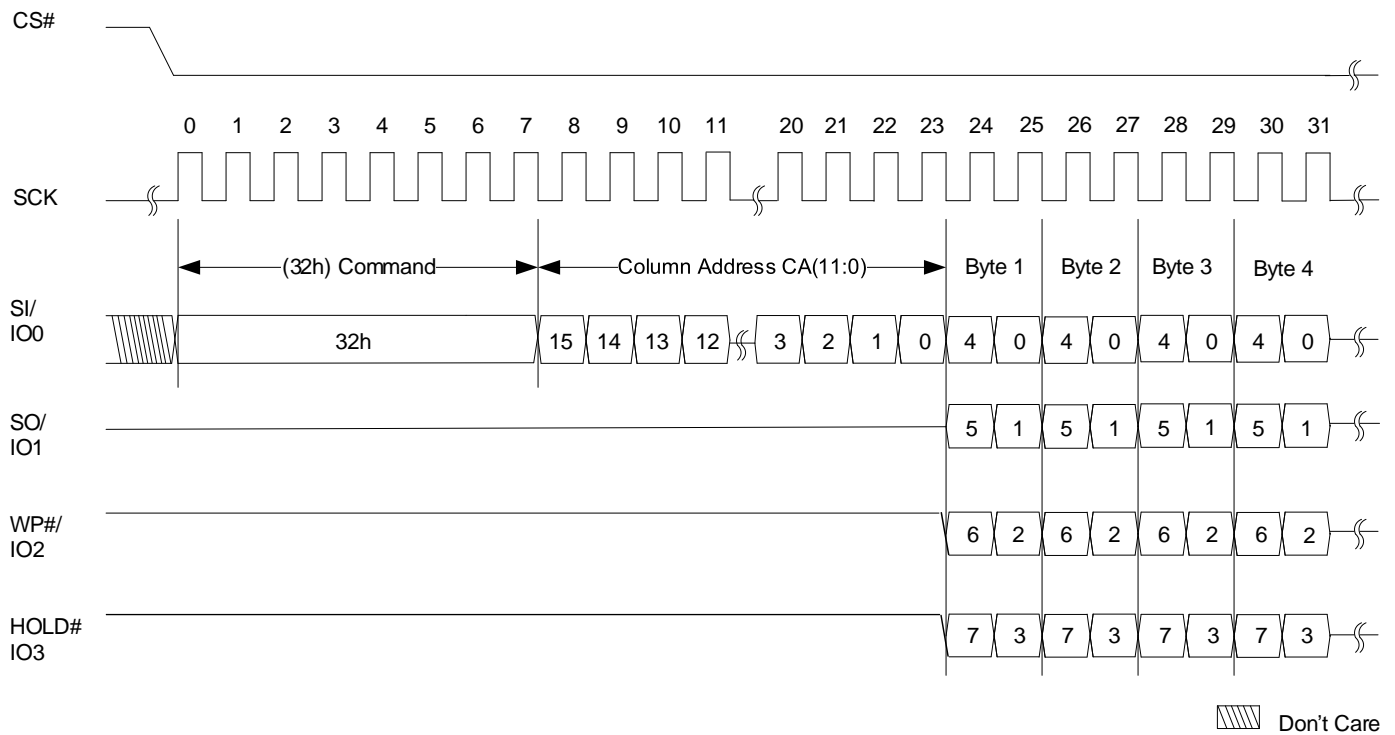 CS#
0 1 2 3 4 5 6 7 8 9 10 11 20 21 22 23 24 25 26 27 28 29 30 31
SCK
(32h) Command Column Address CA(11:0) Byte 1 Byte 2 Byte 3 Byte 4
SI/
IO0
32h 15 14 13 12 3 2 1 0 4 0 4 0 4 0 4 0
SO/
IO1
5 1 5 1 5 1 5 1
WP#/
IO2
6 2 6 2 6 2 6 2
HOLD#
IO3
7 3 7 3 7 3 7 3
Don't Care